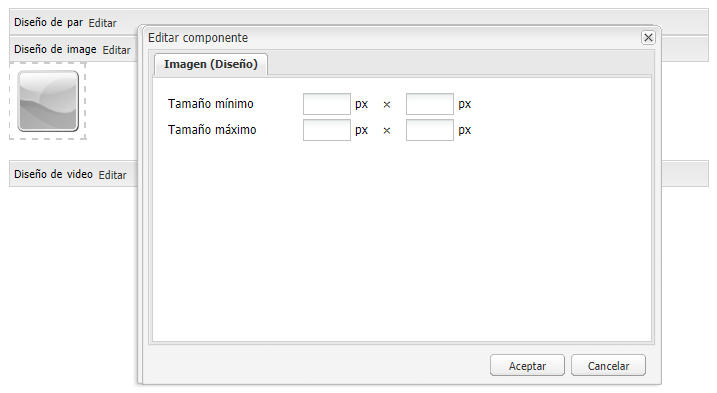 Diseño de par Editar
Editar componente
Diseño de image Editar
Imagen (Diseño)
Tamaño mínimo px × px
Tamaño máximo px × px
Diseño de video Editar
Aceptar Cancelar